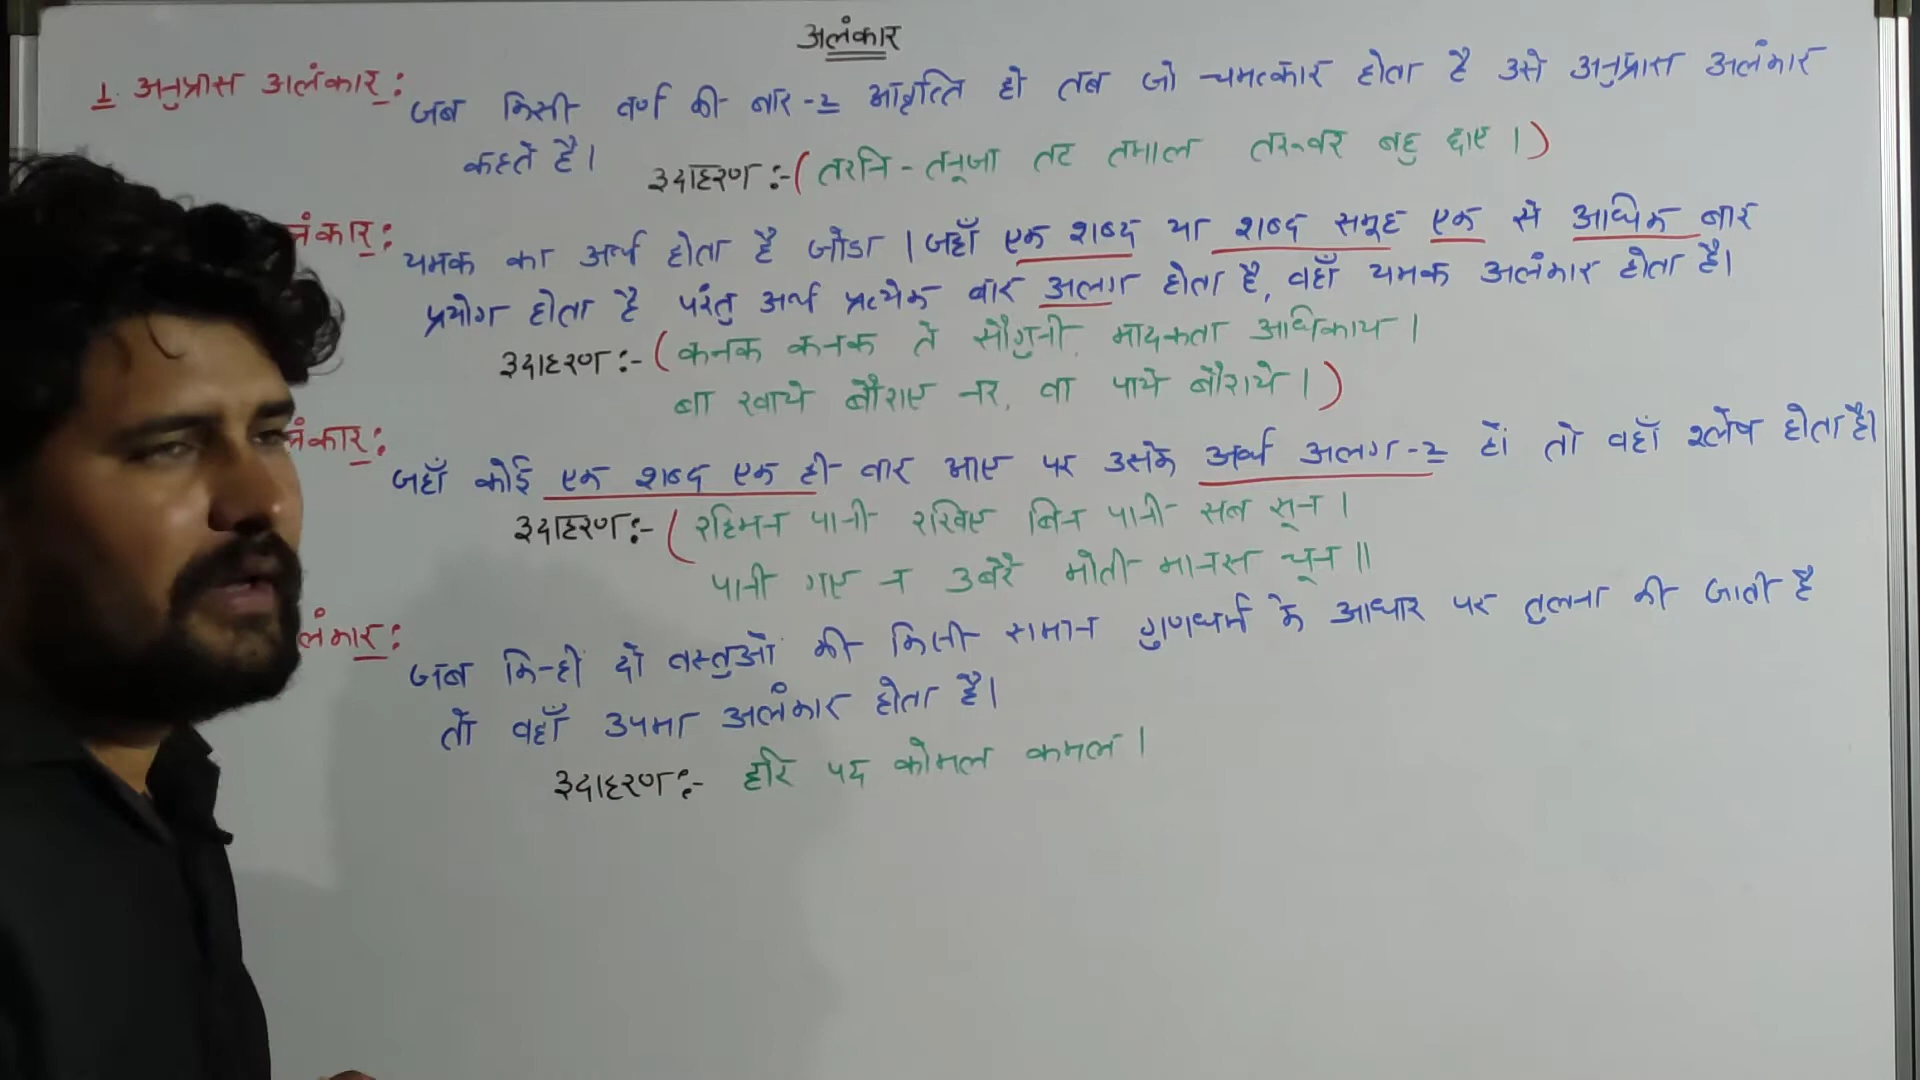 अलंकार
1. अनुप्रास अलंकार:
जब किसी वर्ण की बार-2 आवृत्ति हो तब जो चमत्कार होता है उसे अनुप्रास अलंकार
कहते है।
उदाहरण:-(तरनि-तनूजा तट तमाल तरुवर बहु छाए।)
लंकार:
यमक का अर्थ होता है जोडा। जहाँ एक शब्द या शब्द समूह एक से अधिक बार
प्रयोग होता है परंतु अर्थ प्रत्येक बार अलग होता है, वहाँ यमक अलंकार होता है।
उदाहरण:-(कनक कनक ते सौगुनी, मादकता अधिकाय।
बा खाये बौराए नर, वा पाये बौराये।)
लंकार:
जहाँ कोई एक शब्द एक ही बार आए पर उसके अर्थ अलग-2 हों तो वहाँ श्लेष होता है।
उदाहरण:-(रहिमन पानी रखिए बिन पानी सब सून।
पानी गए न उबरै मोती मानस चून॥
लंकार:
जब किन्हीं दो वस्तुओं की किसी समान गुणधर्म के आधार पर तुलना की जाती है
तो वहाँ उपमा अलंकार होता है।
उदाहरण:- हरि पद कोमल कमल।